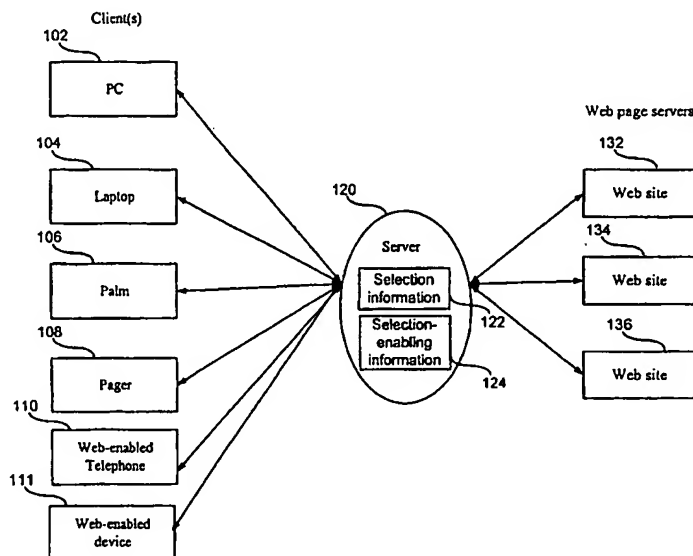 Client(s)
102
PC
104
Laptop
106
Palm
108
Pager
110
Web-enabled
Telephone
111
Web-enabled
device
120
Server
Selection
information
122
Selection-
enabling
information
124
Web page servers
132
Web site
134
Web site
136
Web site